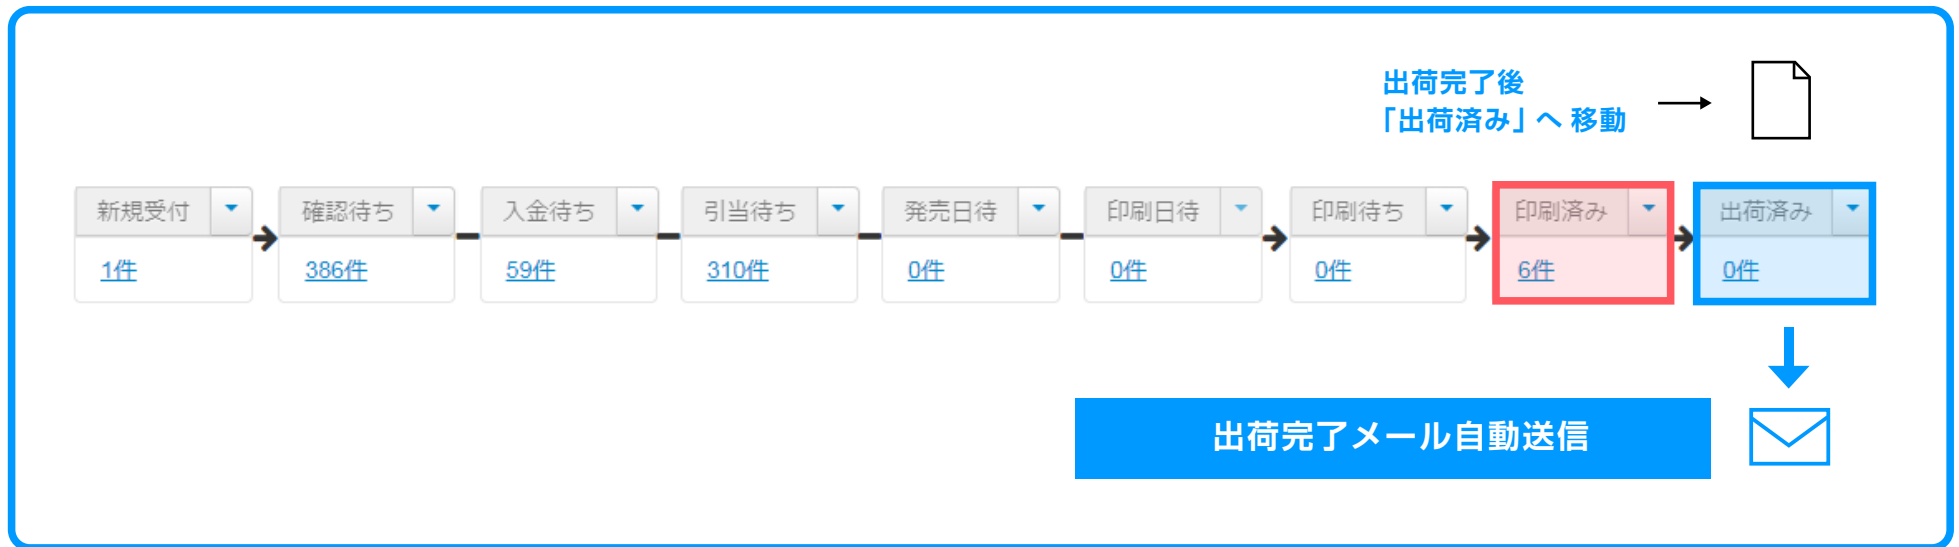 出荷完了後
「出荷済み」へ 移動
新規受付 確認待ち 入金待ち 引当待ち 発売日待 印刷日待 印刷待ち 印刷済み 出荷済み
1件 386件 59件 310件 0件 0件 0件 6件 0件
出荷完了メール自動送信